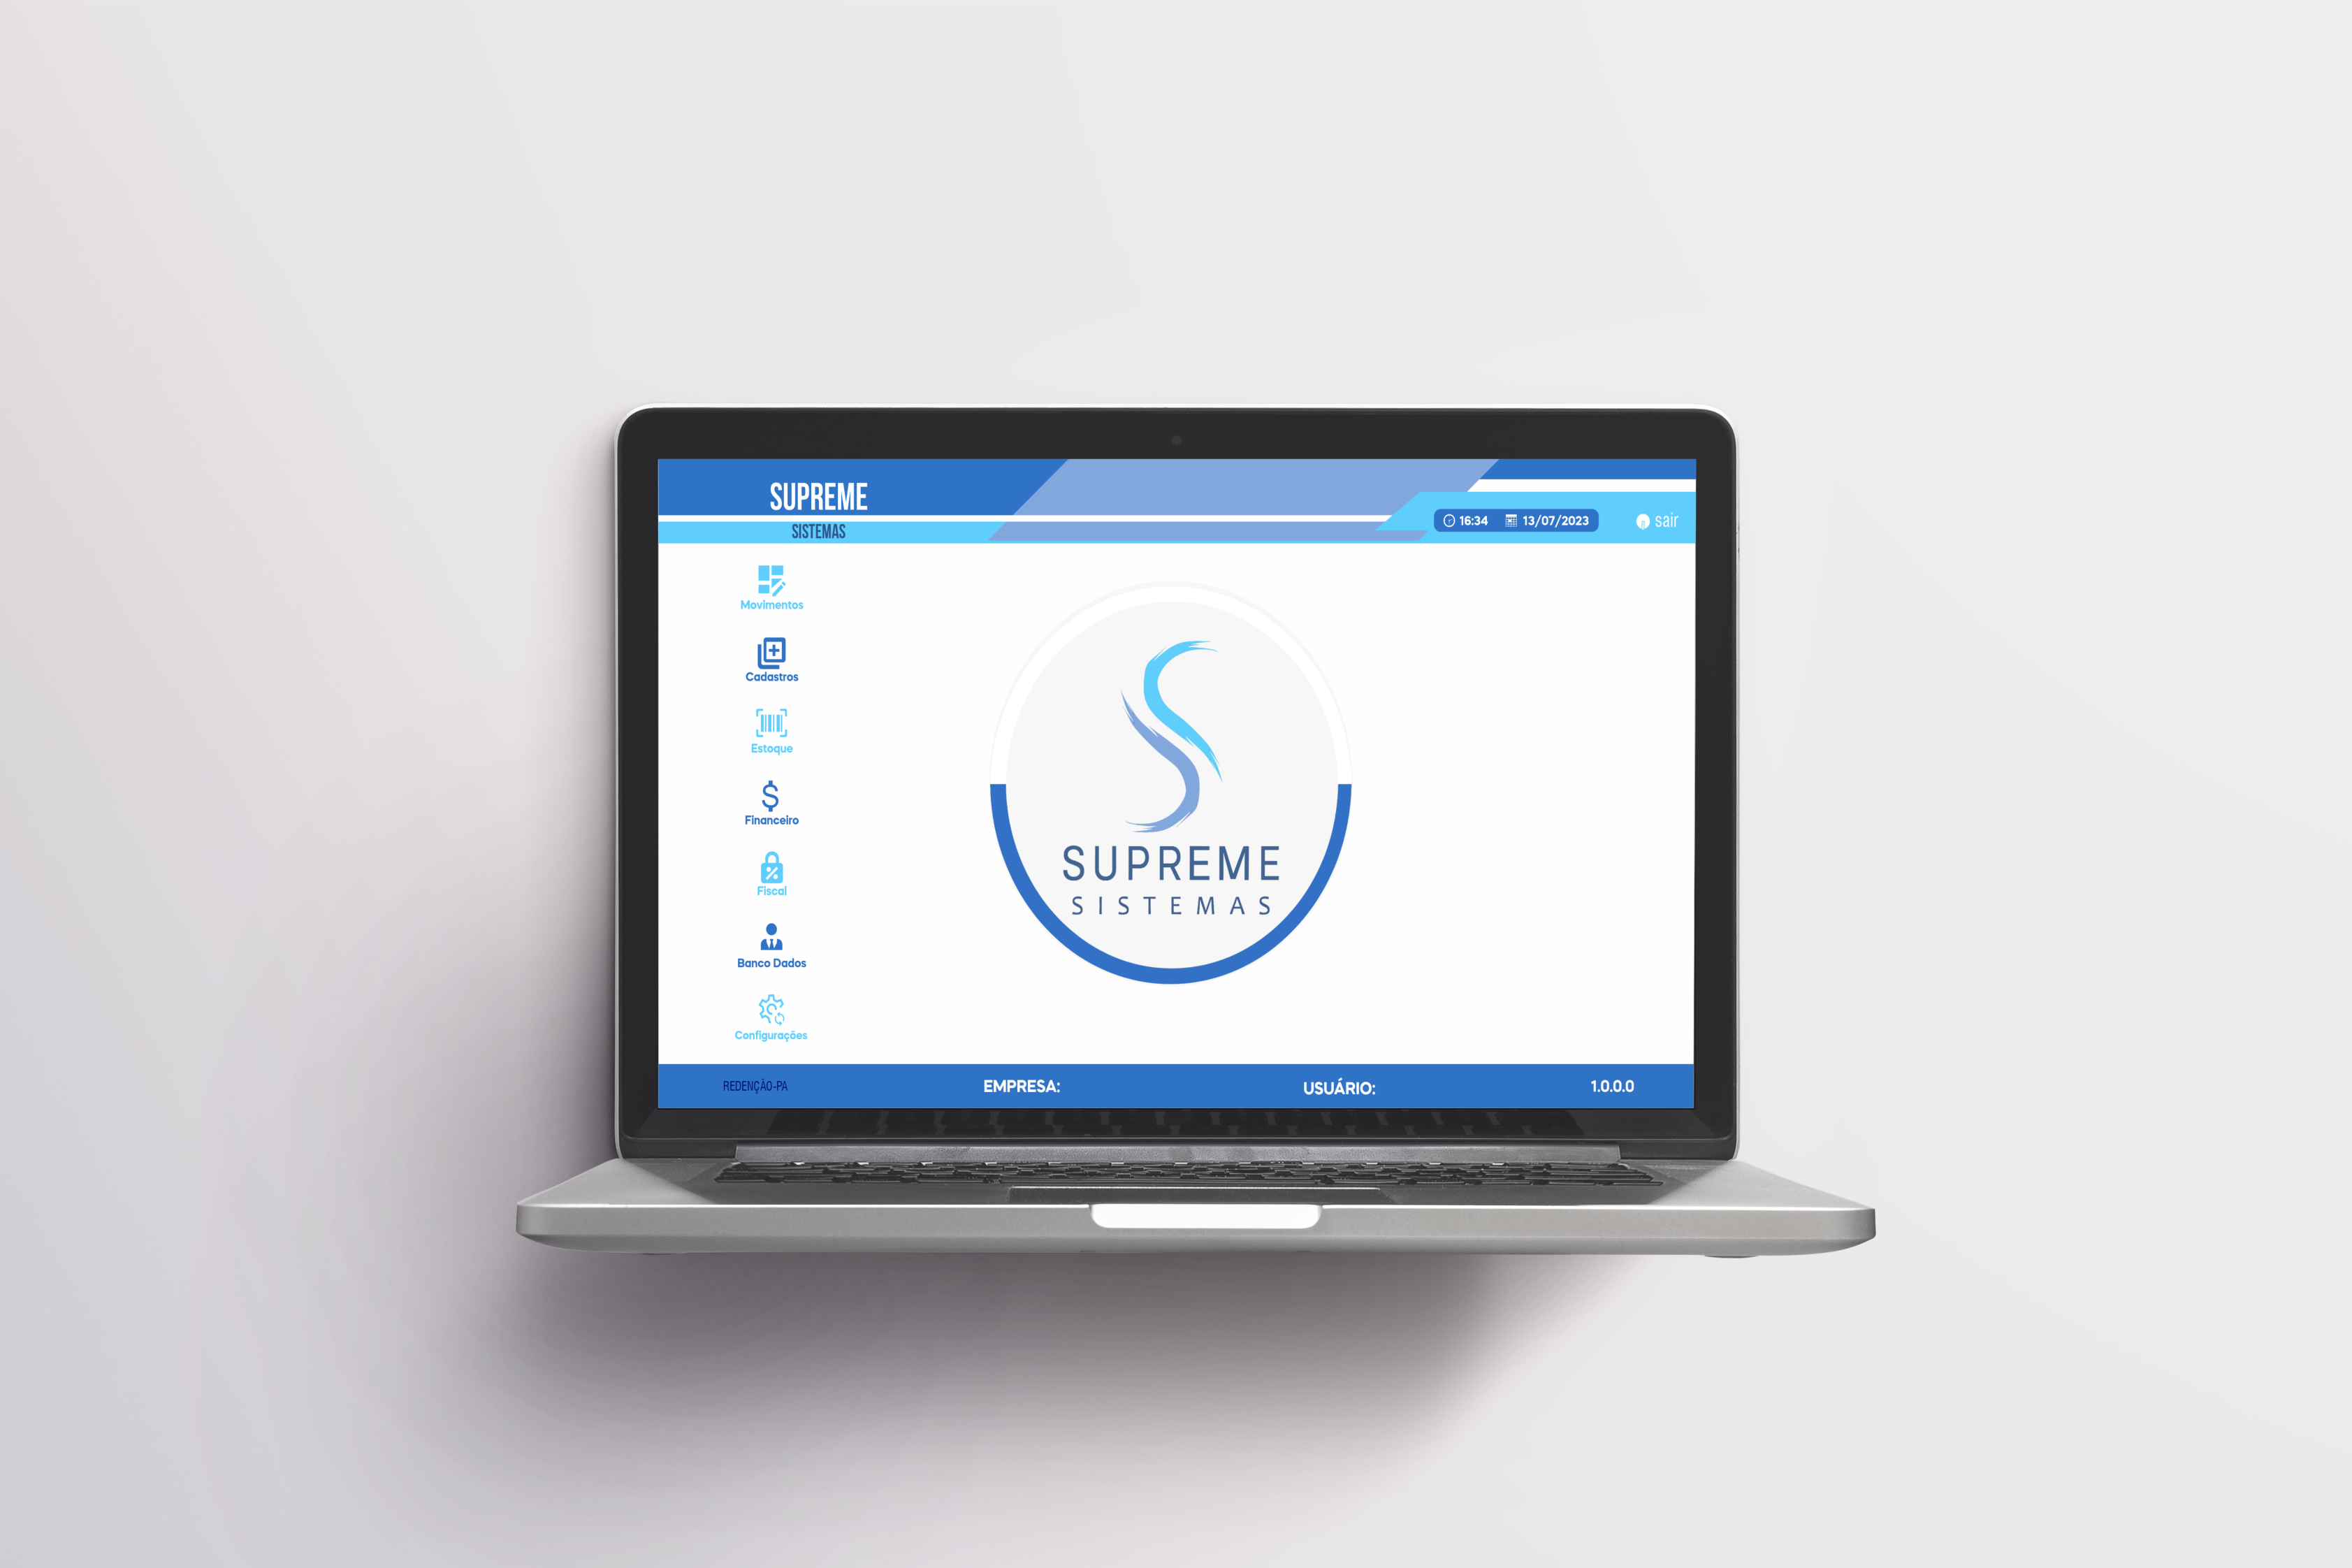 SUPREME
SISTEMAS
16:34 13/07/2023 sair
Movimentos
Cadastros
Estoque
Financeiro
Fiscal
Banco Dados
Configurações
SUPREME
SISTEMAS
REDENÇÃO-PA EMPRESA: USUÁRIO: 1.0.0.0